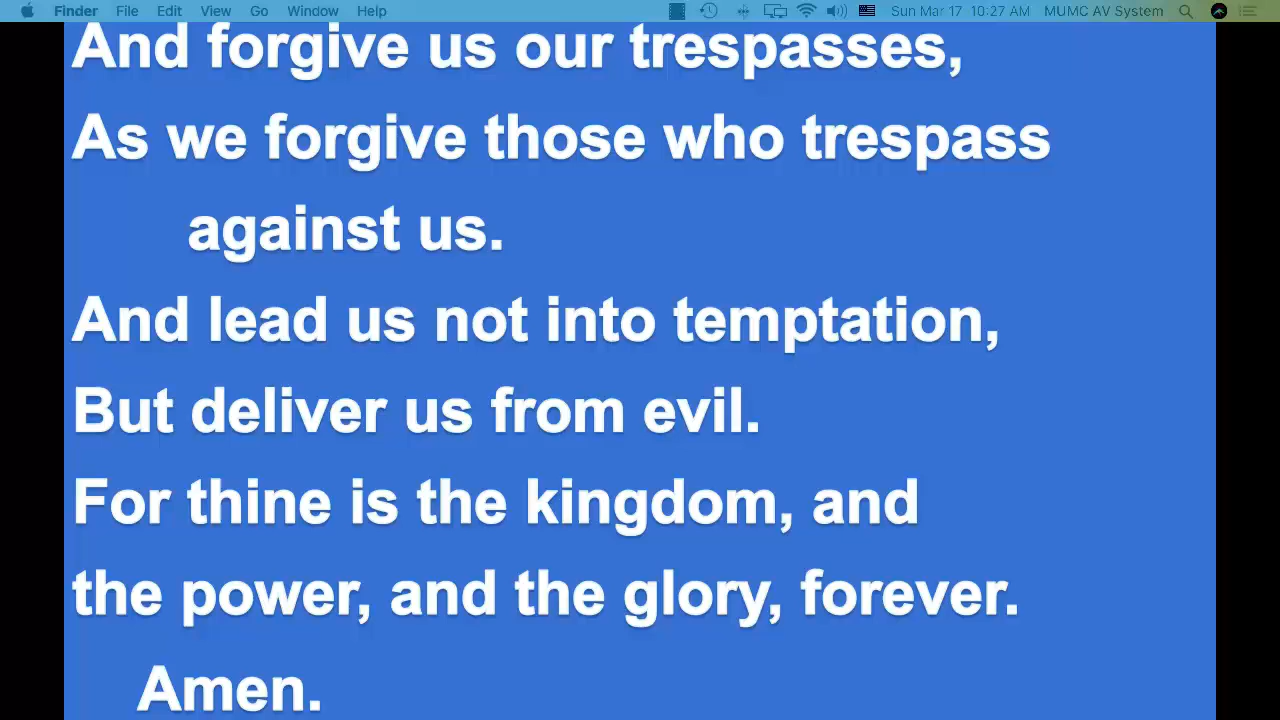 Finder File Edit View Go Window Help Sun Mar 17 10:27 AM MUMC AV System
And forgive us our trespasses,
As we forgive those who trespass
against us.
And lead us not into temptation,
But deliver us from evil.
For thine is the kingdom, and
the power, and the glory, forever.
Amen.